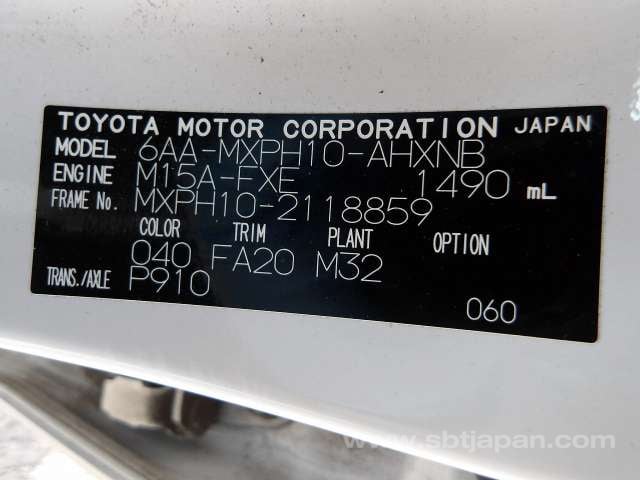 TOYOTA MOTOR CORPORATION JAPAN
MODEL 6AA-MXPH10-AHXNB
ENGINE M15A-FXE 1490 mL
FRAME No. MXPH10-2118859
COLOR TRIM PLANT OPTION
040 FA20 M32
TRANS./AXLE P910
060
www.sbtjapan.com